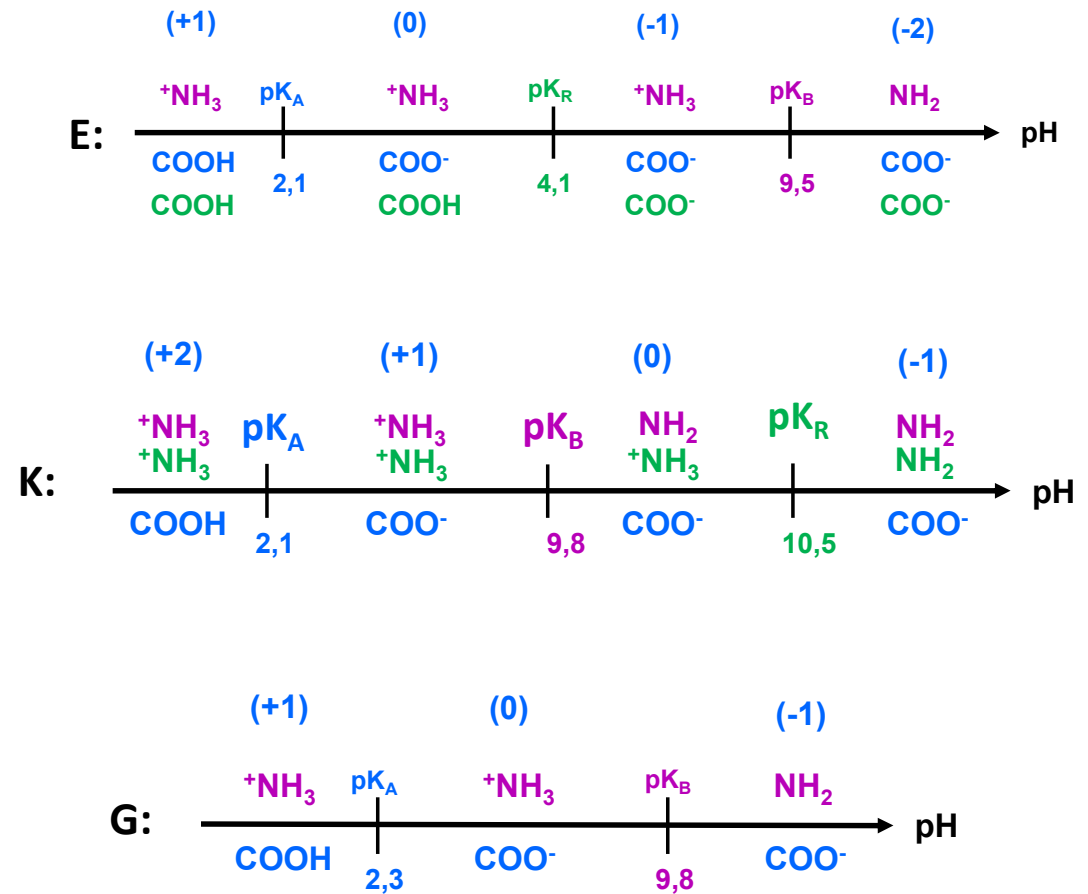 (+1) (0) (-1) (-2)
⁺NH₃ pK_A ⁺NH₃ pK_R ⁺NH₃ pK_B NH₂
E: pH
COOH 2,1 COO⁻ 4,1 COO⁻ 9,5 COO⁻
COOH COOH COO⁻ COO⁻
(+2) (+1) (0) (-1)
⁺NH₃ pK_A ⁺NH₃ pK_B NH₂ pK_R NH₂
⁺NH₃ ⁺NH₃ ⁺NH₃ NH₂
K: pH
COOH COO⁻ COO⁻ COO⁻
2,1 9,8 10,5
(+1) (0) (-1)
⁺NH₃ pK_A ⁺NH₃ pK_B NH₂
G: pH
COOH COO⁻ COO⁻
2,3 9,8